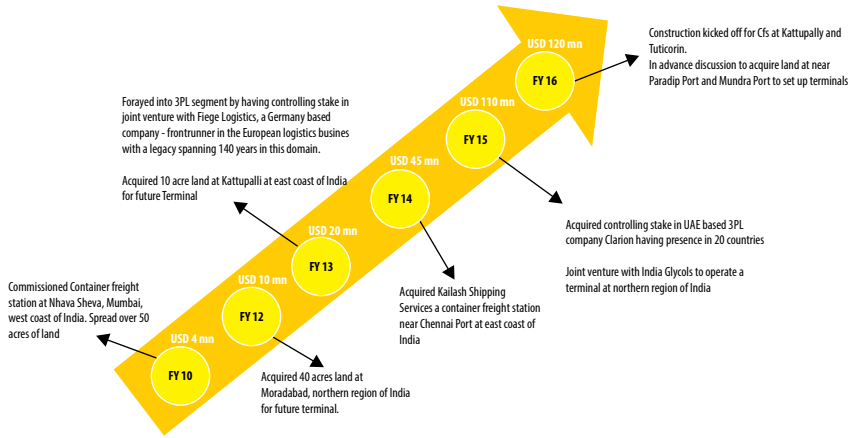 USD 120 mn
FY 16
Construction kicked off for Cfs at Kattupally and
Tuticorin.
In advance discussion to acquire land at near
Paradip Port and Mundra Port to set up terminals
USD 110 mn
FY 15
Acquired controlling stake in UAE based 3PL
company Clarion having presence in 20 countries
Joint venture with India Glycols to operate a
terminal at northern region of India
USD 45 mn
FY 14
Acquired Kailash Shipping
Services a container freight station
near Chennai Port at east coast of
India
Forayed into 3PL segment by having controlling stake in
joint venture with Fiege Logistics, a Germany based
company - frontrunner in the European logistics busines
with a legacy spanning 140 years in this domain.
Acquired 10 acre land at Kattupalli at east coast of India
for future Terminal
USD 20 mn
FY 13
USD 10 mn
FY 12
Acquired 40 acres land at
Moradabad, northern region of India
for future terminal.
Commissioned Container freight
station at Nhava Sheva, Mumbai,
west coast of India. Spread over 50
acres of land
USD 4 mn
FY 10